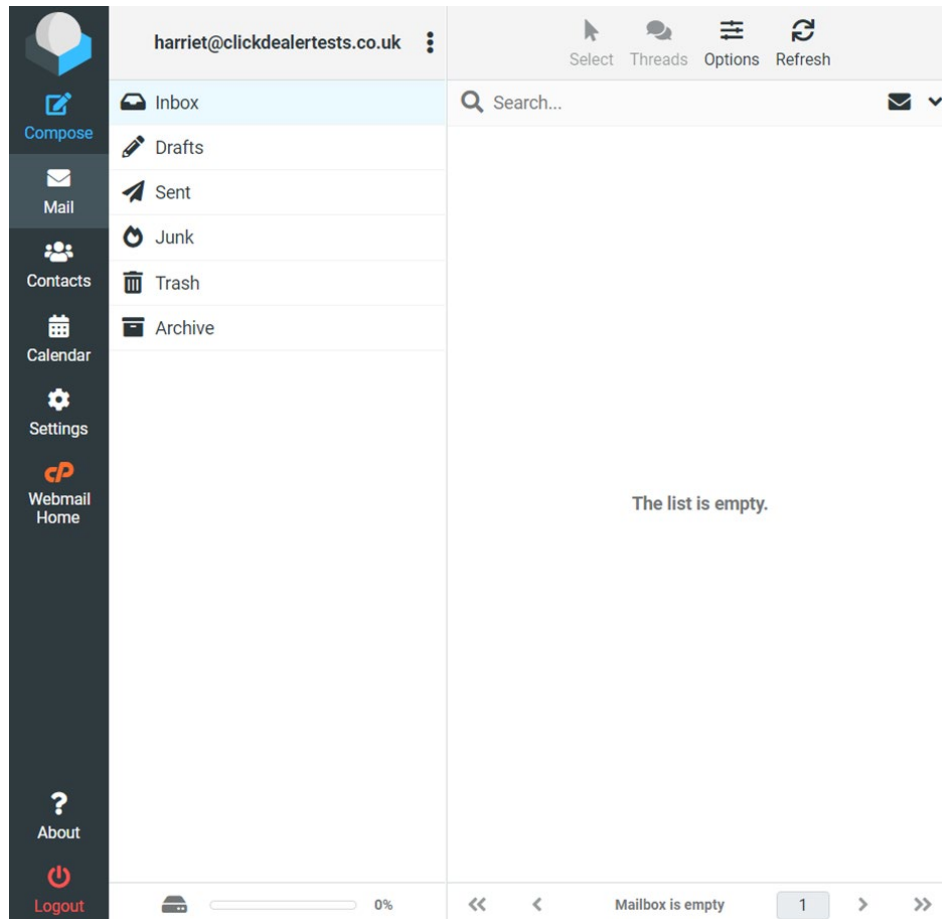 harriet@clickdealertests.co.uk
Select Threads Options Refresh
Compose
Mail
Contacts
Calendar
Settings
cP
Webmail
Home
About
Logout
Inbox
Drafts
Sent
Junk
Trash
Archive
0%
Search...
The list is empty.
Mailbox is empty 1